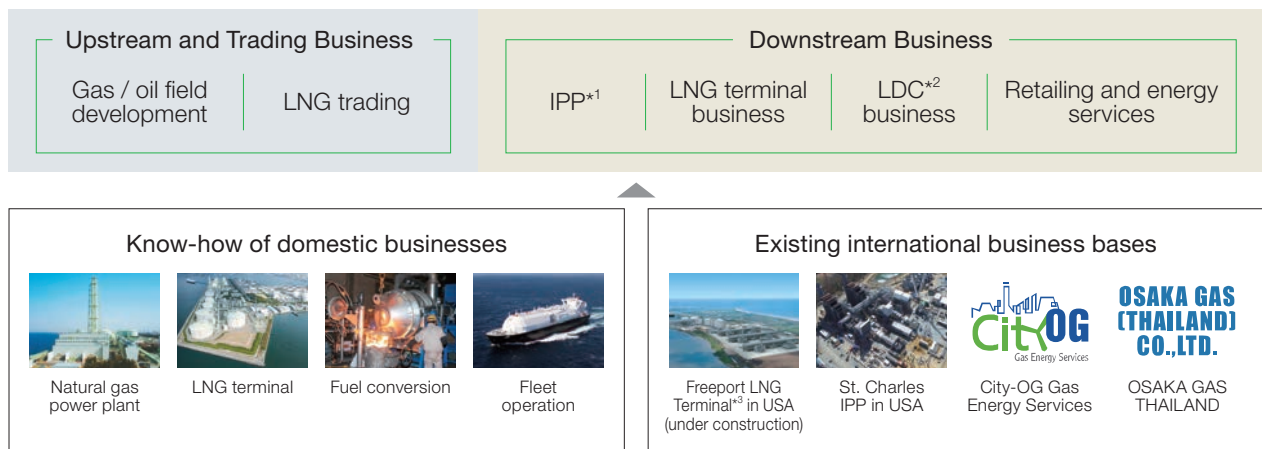 Upstream and Trading Business
Gas / oil field
development
LNG trading
Downstream Business
IPP*1
LNG terminal
business
LDC*2
business
Retailing and energy
services
Know-how of domestic businesses
Natural gas
power plant
LNG terminal
Fuel conversion
Fleet
operation
Existing international business bases
Freeport LNG
Terminal*3 in USA
(under construction)
St. Charles
IPP in USA
City OG
Gas Energy Services
City-OG Gas
Energy Services
OSAKA GAS
(THAILAND)
CO.,LTD.
OSAKA GAS
THAILAND